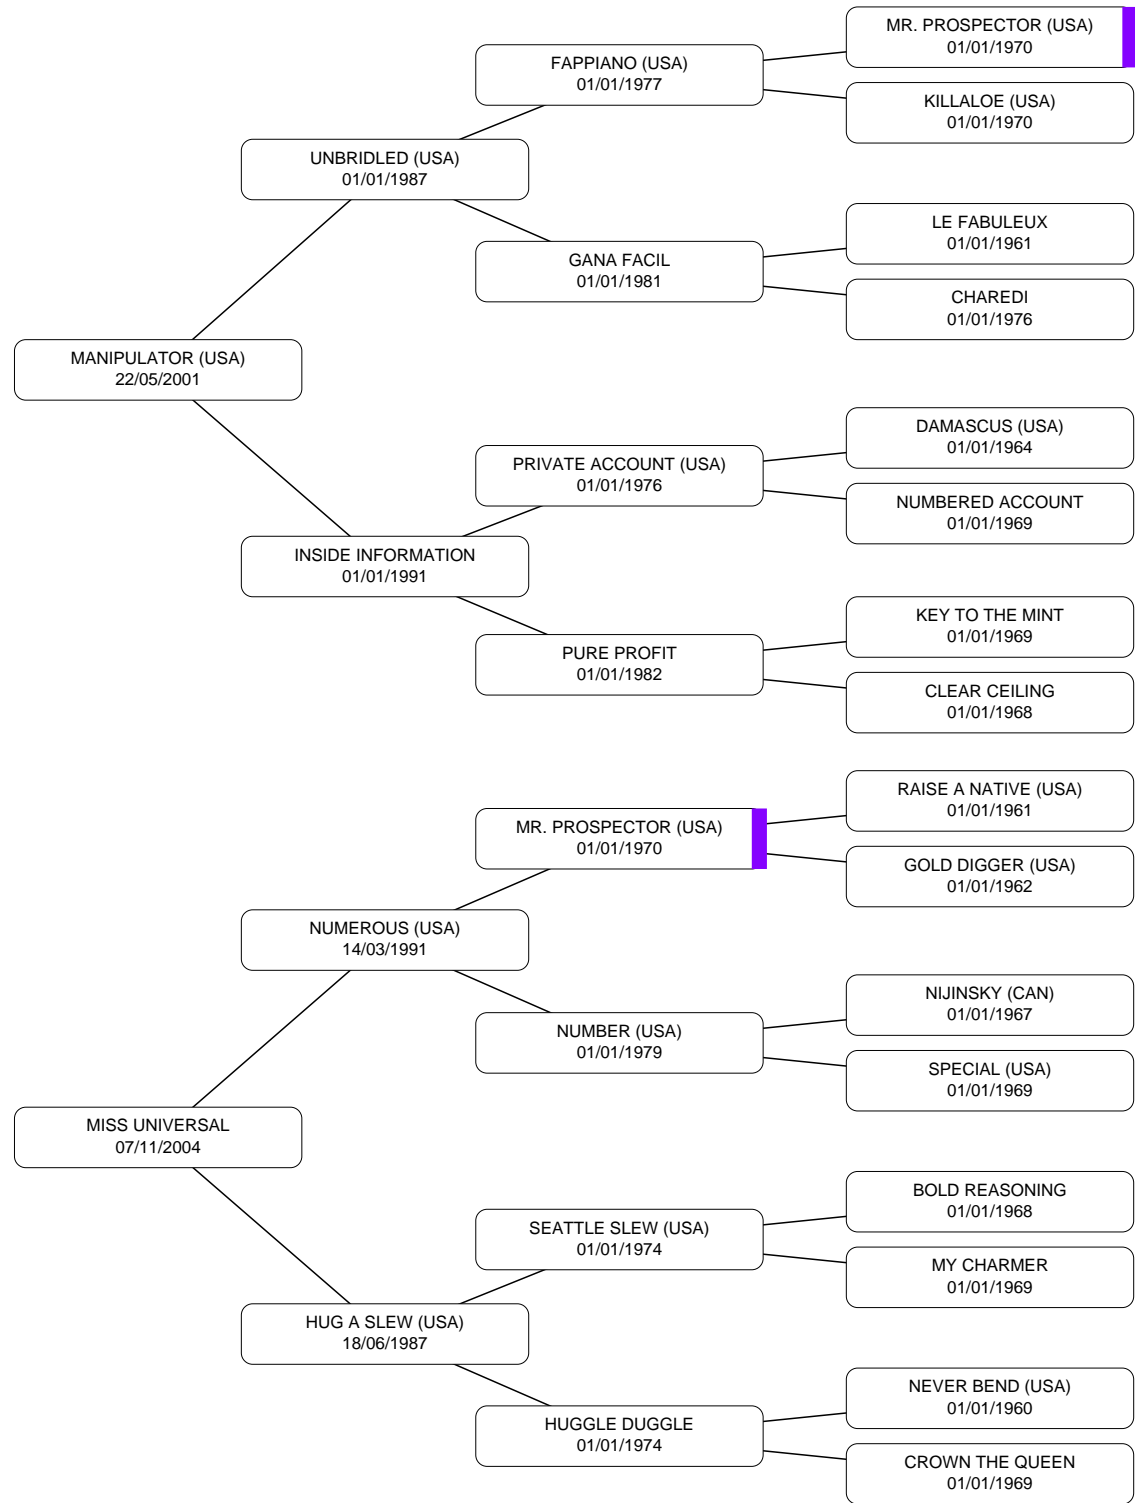 MR. PROSPECTOR (USA)
01/01/1970
FAPPIANO (USA)
01/01/1977
KILLALOE (USA)
01/01/1970
UNBRIDLED (USA)
01/01/1987
LE FABULEUX
01/01/1961
GANA FACIL
01/01/1981
CHAREDI
01/01/1976
MANIPULATOR (USA)
22/05/2001
DAMASCUS (USA)
01/01/1964
PRIVATE ACCOUNT (USA)
01/01/1976
NUMBERED ACCOUNT
01/01/1969
INSIDE INFORMATION
01/01/1991
KEY TO THE MINT
01/01/1969
PURE PROFIT
01/01/1982
CLEAR CEILING
01/01/1968
RAISE A NATIVE (USA)
01/01/1961
MR. PROSPECTOR (USA)
01/01/1970
GOLD DIGGER (USA)
01/01/1962
NUMEROUS (USA)
14/03/1991
NIJINSKY (CAN)
01/01/1967
NUMBER (USA)
01/01/1979
SPECIAL (USA)
01/01/1969
MISS UNIVERSAL
07/11/2004
BOLD REASONING
01/01/1968
SEATTLE SLEW (USA)
01/01/1974
MY CHARMER
01/01/1969
HUG A SLEW (USA)
18/06/1987
NEVER BEND (USA)
01/01/1960
HUGGLE DUGGLE
01/01/1974
CROWN THE QUEEN
01/01/1969